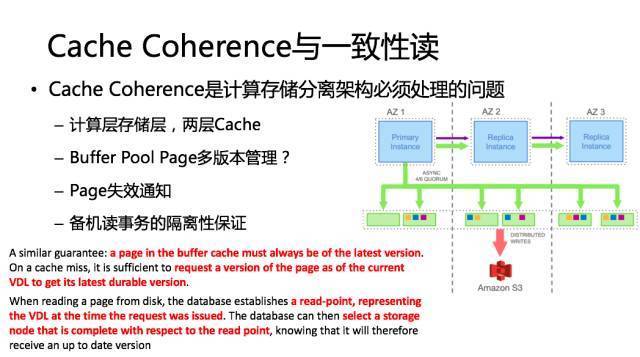 Cache Coherence与一致性读
• Cache Coherence是计算存储分离架构必须处理的问题
– 计算层存储层，两层Cache
– Buffer Pool Page多版本管理？
– Page失效通知
– 备机读事务的隔离性保证
AZ 1
AZ 2
AZ 3
Primary
Instance
Replica
Instance
Replica
Instance
ASYNC
4/6 QUORUM
DISTRIBUTED
WRITES
Amazon S3
A similar guarantee: a page in the buffer cache must always be of the latest version.
On a cache miss, it is sufficient to request a version of the page as of the current
VDL to get its latest durable version.
When reading a page from disk, the database establishes a read-point, representing
the VDL at the time the request was issued. The database can then select a storage
node that is complete with respect to the read point, knowing that it will therefore
receive an up to date version